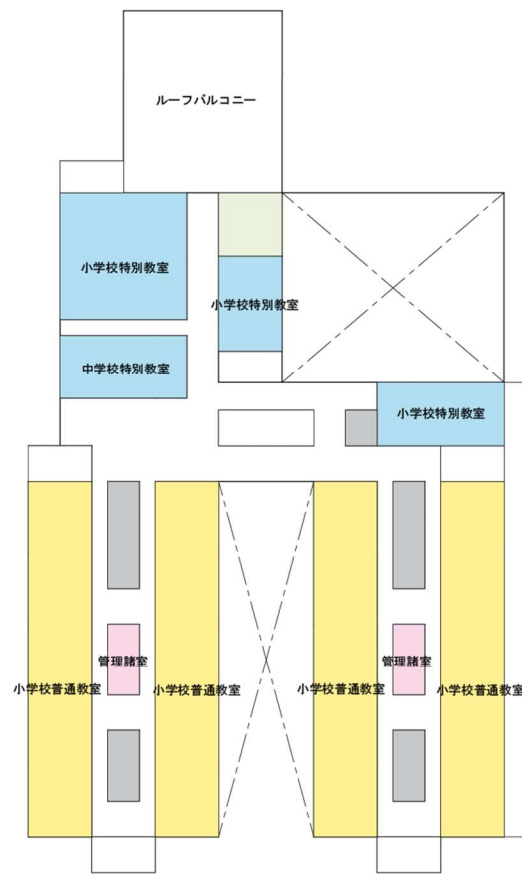 ルーフバルコニー
小学校特別教室
小学校特別教室
中学校特別教室
小学校特別教室
管理諸室
管理諸室
小学校普通教室
小学校普通教室
小学校普通教室
小学校普通教室